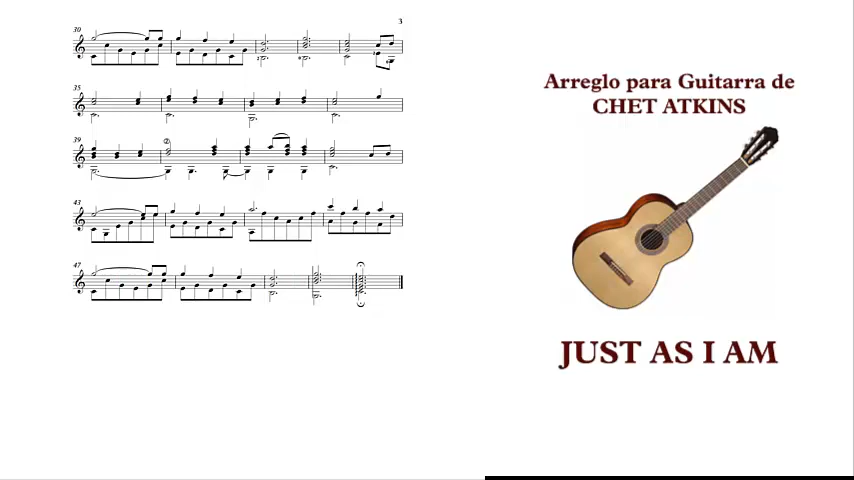 3
30
35
39
43
47
Arreglo para Guitarra de
CHET ATKINS
JUST AS I AM